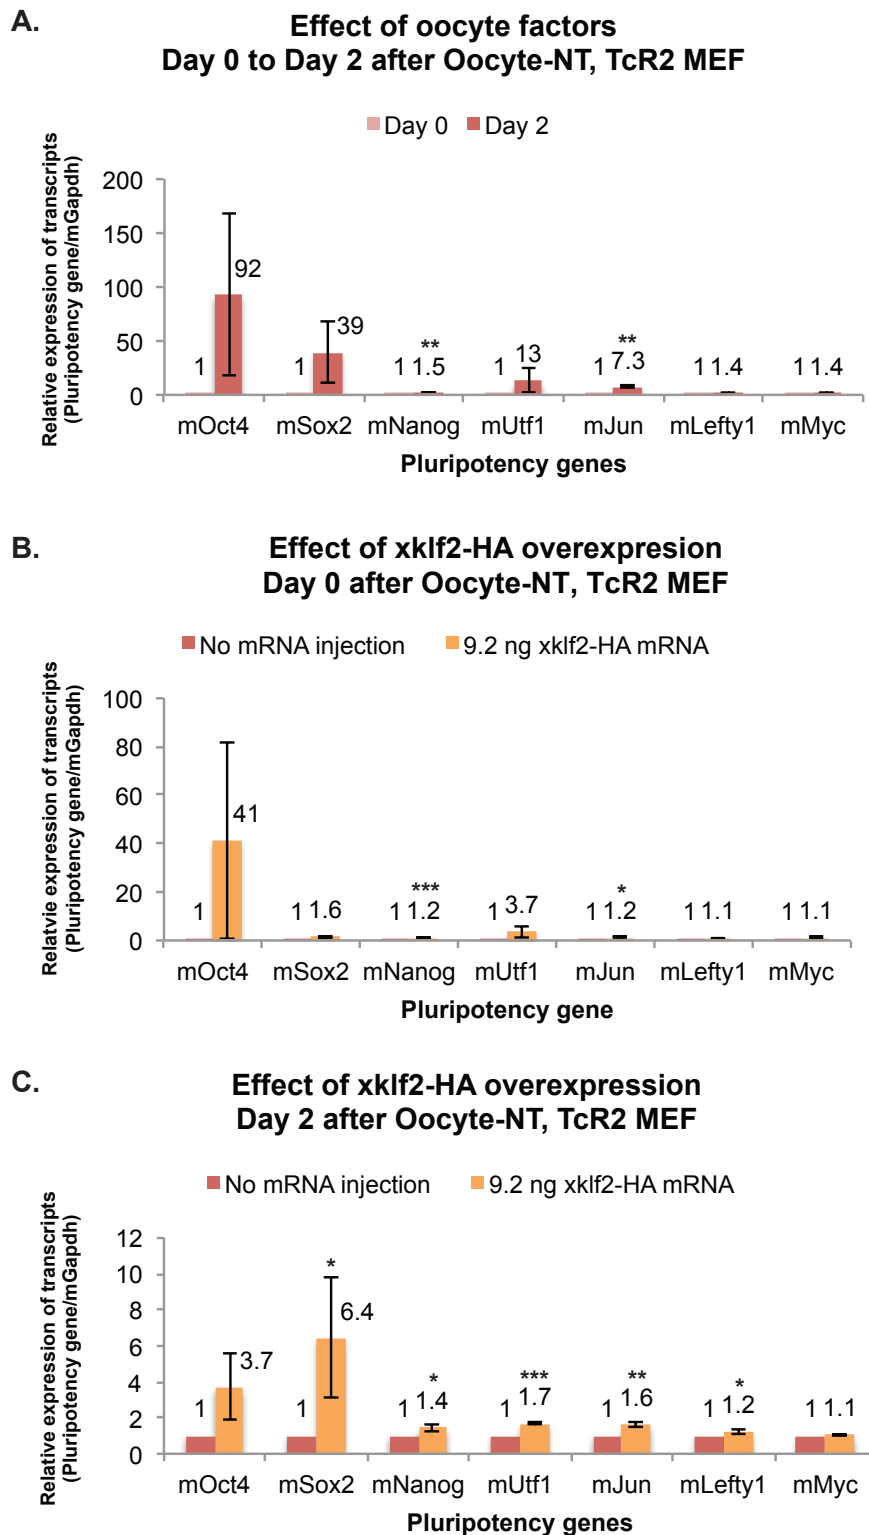 A.
Effect of oocyte factors
Day 0 to Day 2 after Oocyte-NT, TcR2 MEF
Day 0 Day 2
Relative expression of transcripts
(Pluripotency gene/mGapdh)
200
150
100
50
0
1 92 1 39 1 1.5 1 13 1 7.3 1 1.4 1 1.4
** **
mOct4 mSox2 mNanog mUtf1 mJun mLefty1 mMyc
Pluripotency genes
B.
Effect of xklf2-HA overexpresion
Day 0 after Oocyte-NT, TcR2 MEF
No mRNA injection 9.2 ng xklf2-HA mRNA
Relatvie expression of transcripts
(Pluripotency gene/mGapdh)
100
80
60
40
20
0
1 41 1 1.6 1 1.2 1 3.7 1 1.2 1 1.1 1 1.1
*** *
mOct4 mSox2 mNanog mUtf1 mJun mLefty1 mMyc
Pluripotency gene
C.
Effect of xklf2-HA overexpression
Day 2 after Oocyte-NT, TcR2 MEF
No mRNA injection 9.2 ng xklf2-HA mRNA
Relative expression of transcripts
(Pluripotency gene/mGapdh)
12
10
8
6
4
2
0
* * *** ** *
1 3.7 1 6.4 1 1.4 1 1.7 1 1.6 1 1.2 1 1.1
mOct4 mSox2 mNanog mUtf1 mJun mLefty1 mMyc
Pluripotency genes